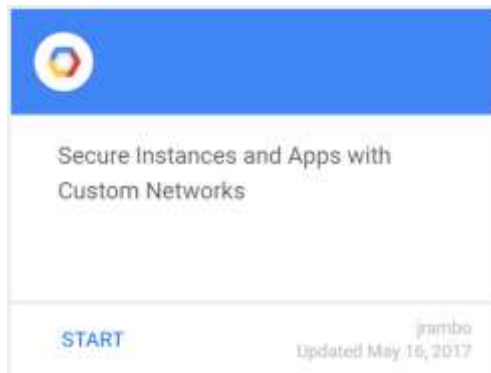 Secure Instances and Apps with
Custom Networks
START
jrambo
Updated May 16, 2017